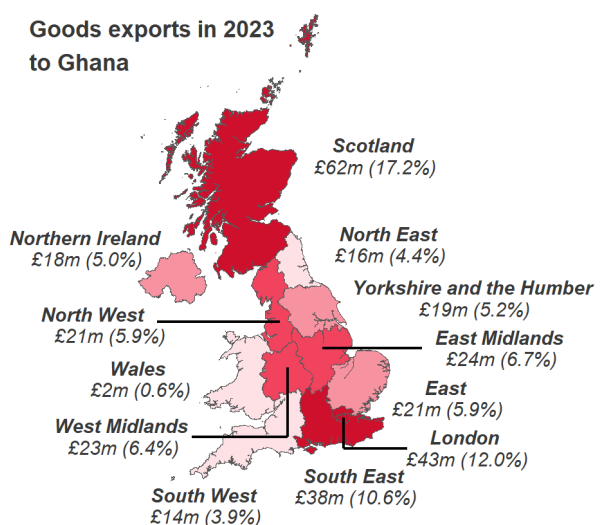 Goods exports in 2023
to Ghana
Scotland
£62m (17.2%)
Northern Ireland
£18m (5.0%)
North East
£16m (4.4%)
Yorkshire and the Humber
£19m (5.2%)
North West
£21m (5.9%)
East Midlands
£24m (6.7%)
Wales
£2m (0.6%)
East
£21m (5.9%)
West Midlands
£23m (6.4%)
London
£43m (12.0%)
South East
£38m (10.6%)
South West
£14m (3.9%)